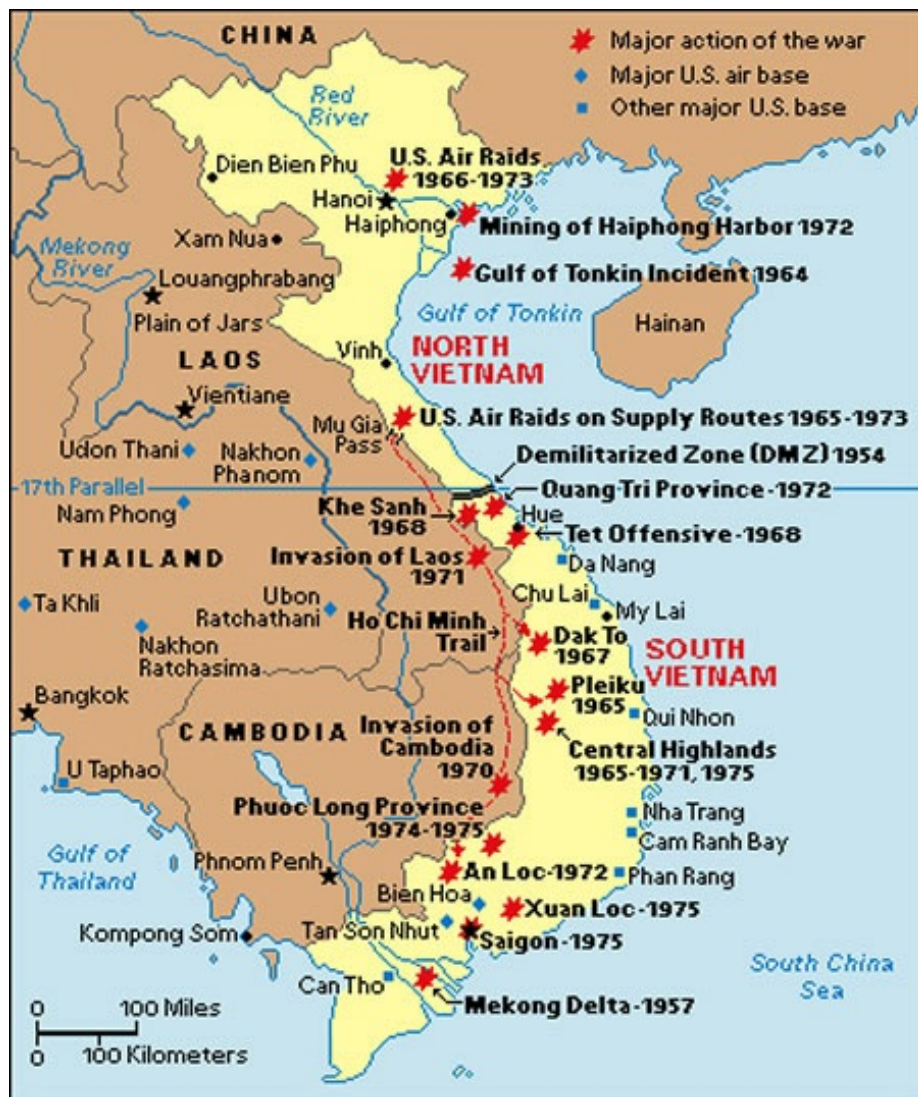 CHINA
Major action of the war
Major U.S. air base
Other major U.S. base
Red
River
Dien Bien Phu
U.S. Air Raids
1966-1973
Hanoi
Haiphong
Mining of Haiphong Harbor 1972
Xam Nua
Mekong
River
Louangphrabang
Gulf of Tonkin Incident 1964
Plain of Jars
Gulf of Tonkin
Hainan
LAOS
Vinh
NORTH
VIETNAM
Vientiane
Mu Gia
Pass
U.S. Air Raids on Supply Routes 1965-1973
Udon Thani
Nakhon
Phanom
Demilitarized Zone (DMZ) 1954
17th Parallel
Quang Tri Province-1972
Nam Phong
Khe Sanh
1968
Hue
Tet Offensive-1968
THAILAND
Invasion of Laos
1971
Da Nang
Ta Khli
Ubon
Ratchathani
Chu Lai
My Lai
Nakhon
Ratchasima
Ho Chi Minh
Trail
Dak To
1967
SOUTH
VIETNAM
Bangkok
Pleiku
1965
CAMBODIA
Invasion of
Cambodia
1970
Qui Nhon
Central Highlands
1965-1971, 1975
U Taphao
Phuoc Long Province
1974-1975
Nha Trang
Cam Ranh Bay
Gulf of
Thailand
Phnom Penh
An Loc-1972
Phan Rang
Bien Hoa
Xuan Loc-1975
Kompong Som
Tan Son Nhut
Saigon-1975
South China
Sea
Can Tho
Mekong Delta-1957
0 100 Miles
0 100 Kilometers